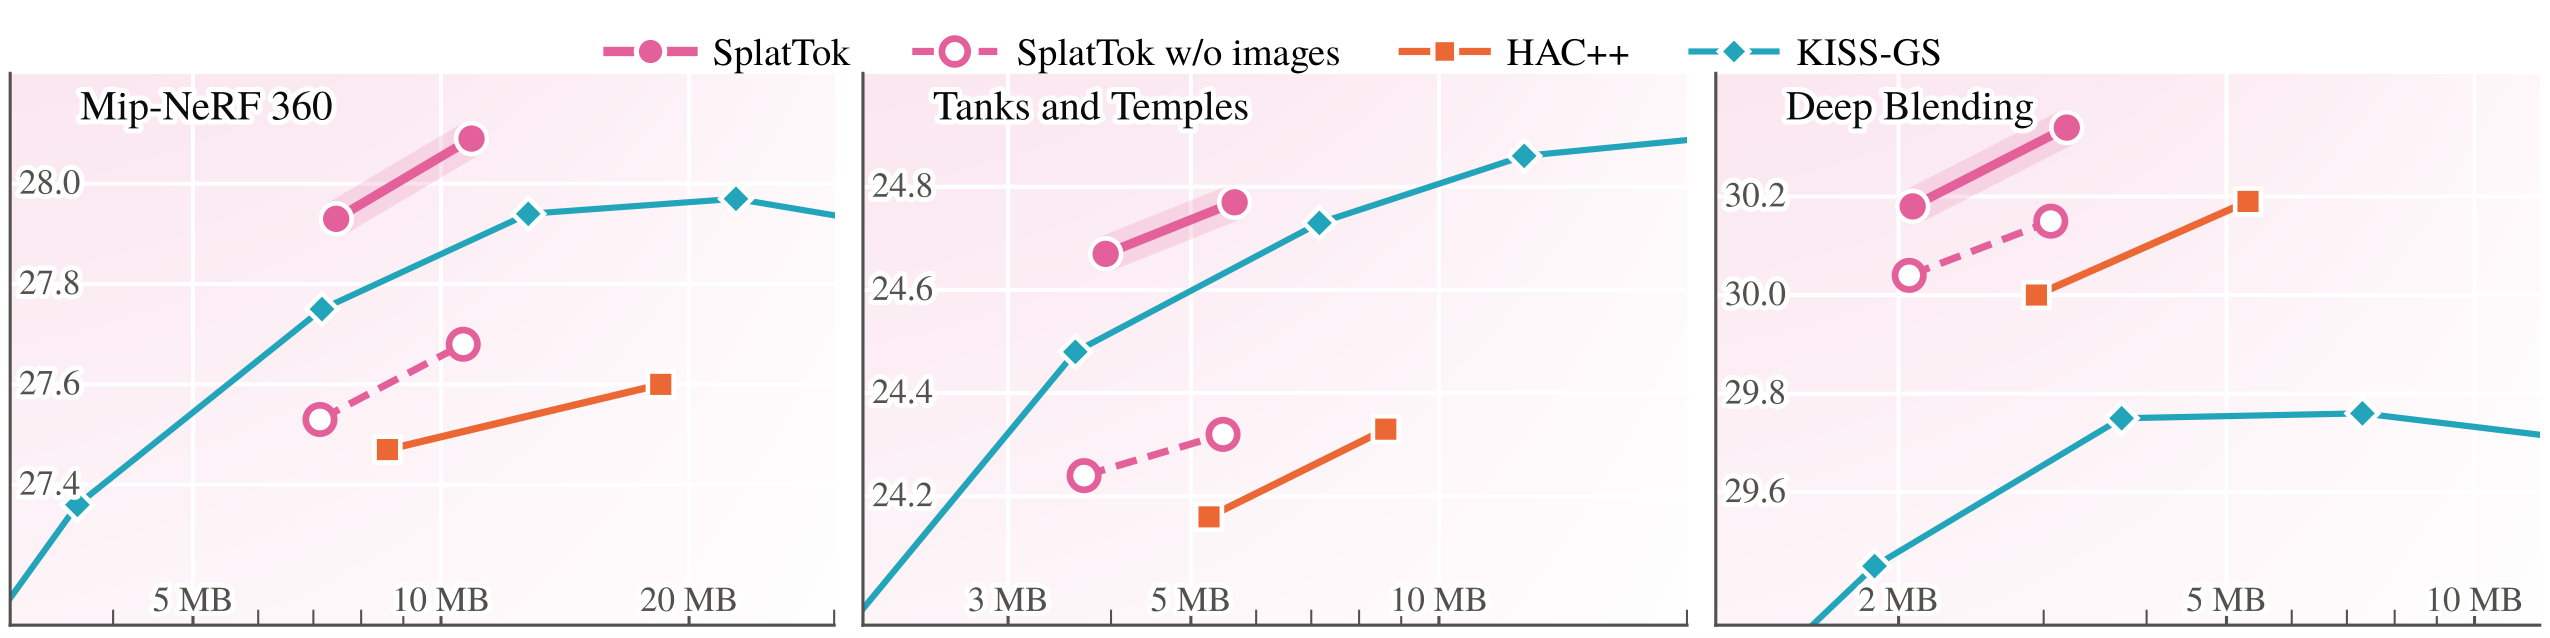 SplatTok SplatTok w/o images HAC++ KISS-GS
Mip-NeRF 360
28.0
27.8
27.6
27.4
5 MB 10 MB 20 MB
Tanks and Temples
24.8
24.6
24.4
24.2
3 MB 5 MB 10 MB
Deep Blending
30.2
30.0
29.8
29.6
2 MB 5 MB 10 MB